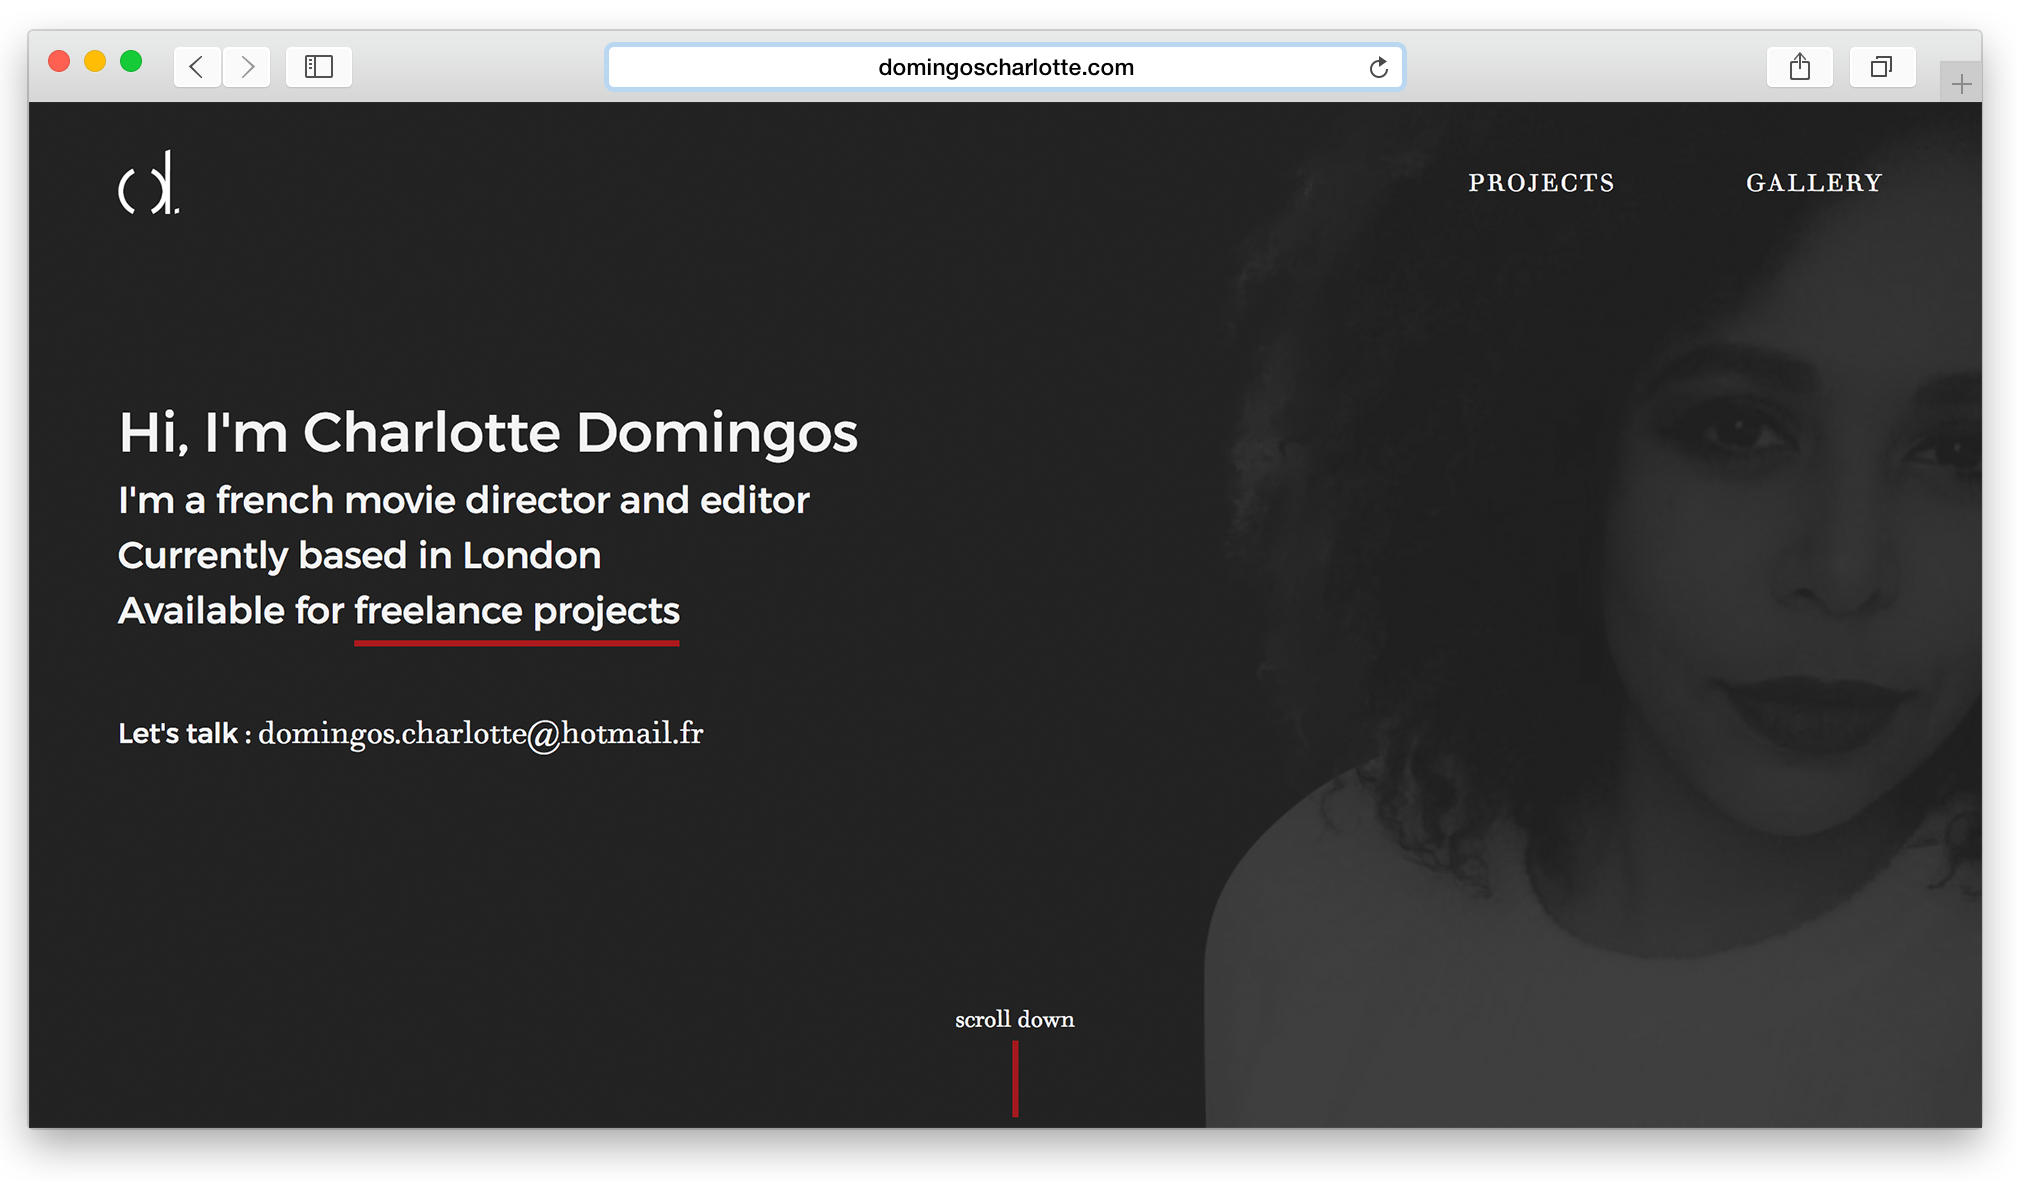 domingoscharlotte.com
cd.
PROJECTS
GALLERY
Hi, I'm Charlotte Domingos
I'm a french movie director and editor
Currently based in London
Available for freelance projects
Let's talk : domingos.charlotte@hotmail.fr
scroll down